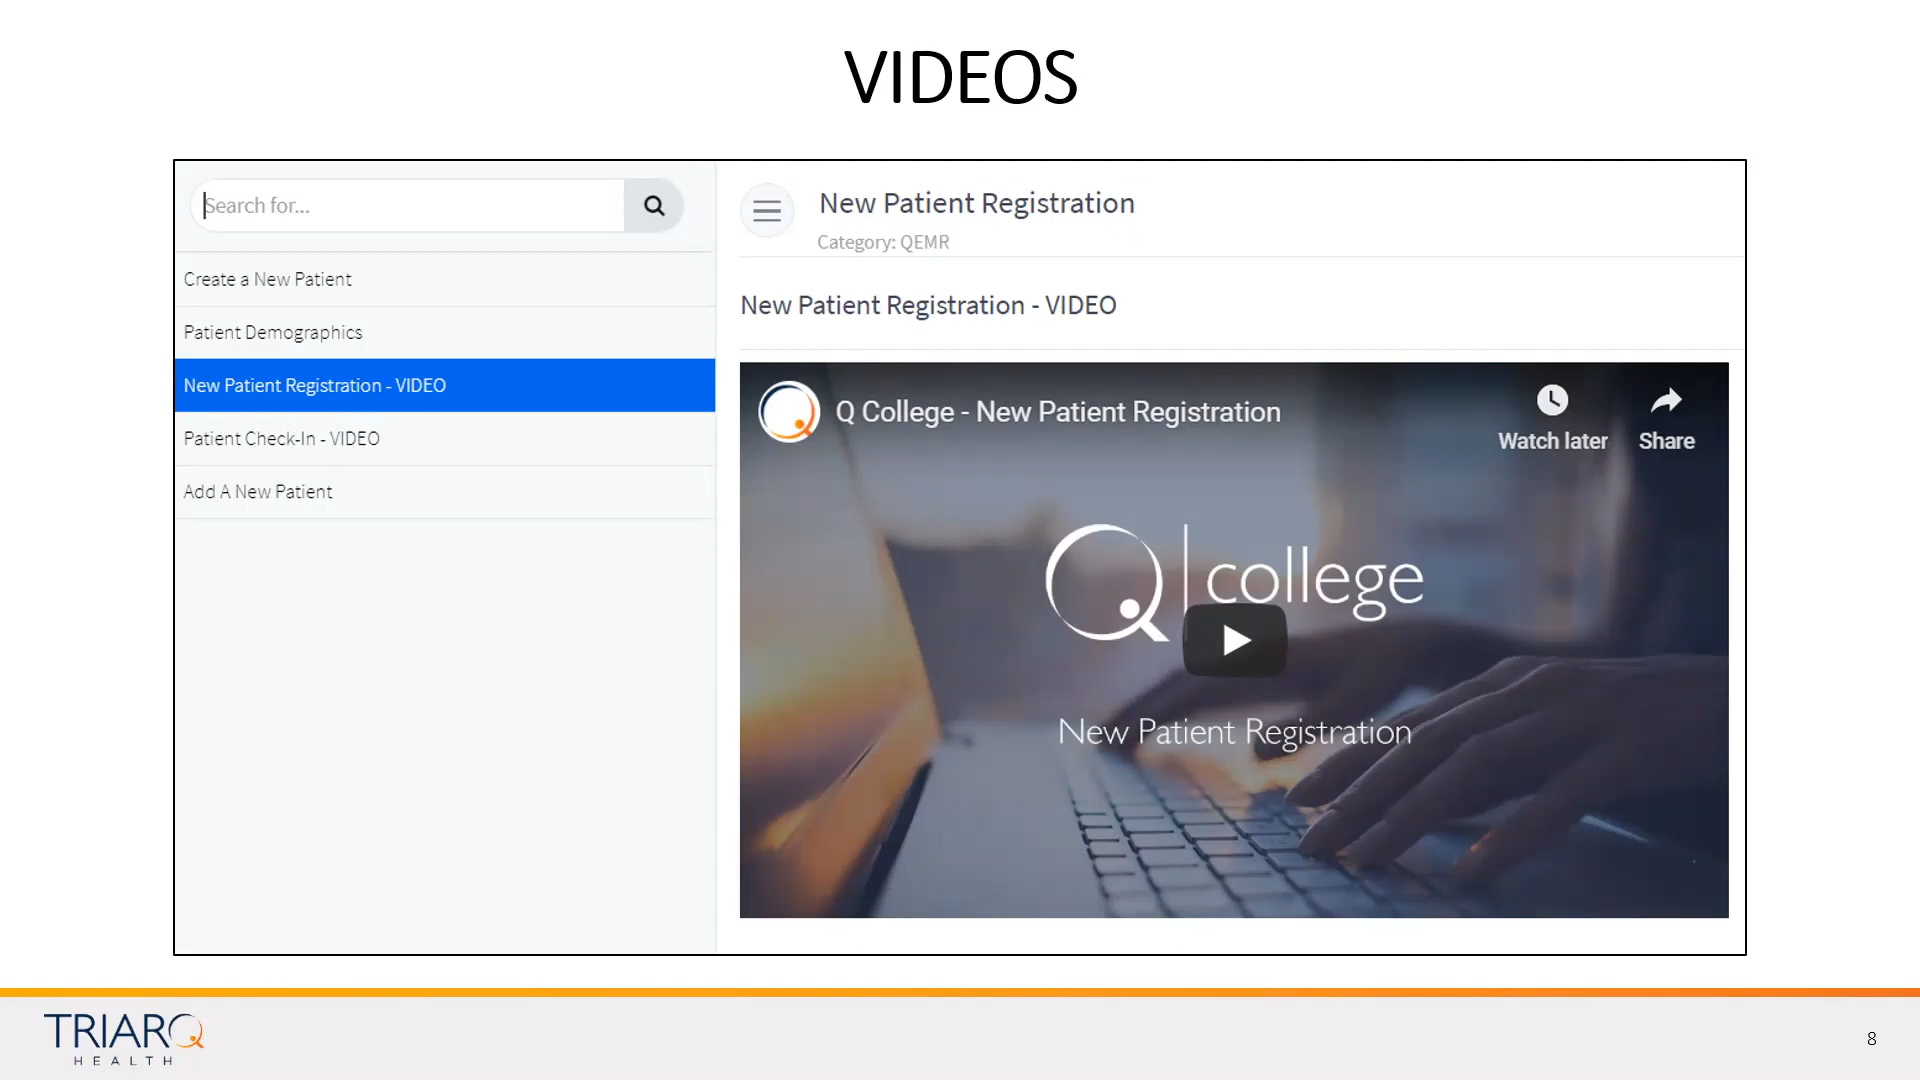 VIDEOS
Search for...
Create a New Patient
Patient Demographics
New Patient Registration - VIDEO
Patient Check-In - VIDEO
Add A New Patient
New Patient Registration
Category: QEMR
New Patient Registration - VIDEO
Q College - New Patient Registration
Watch later
Share
Q college
New Patient Registration
TRIARQ
HEALTH
8